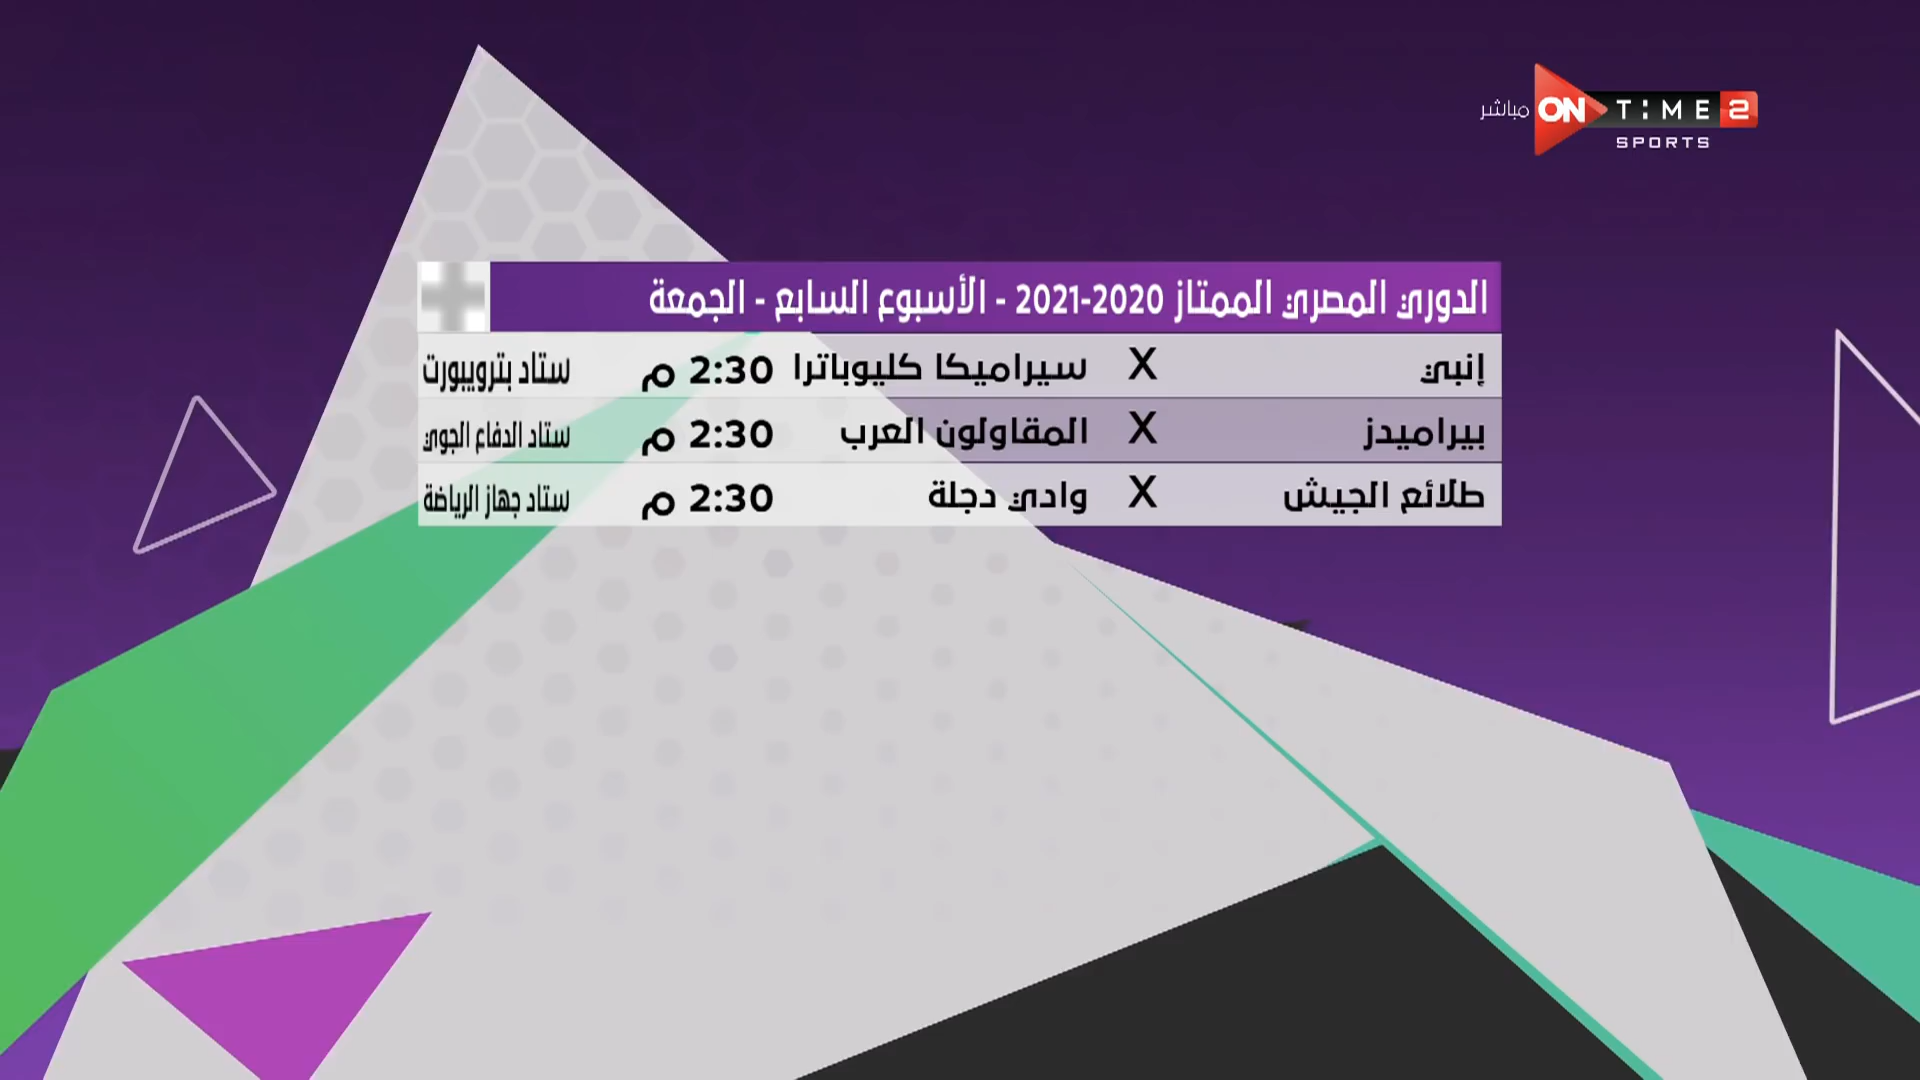 مباشر ON TIME 2
SPORTS
الدوري المصري الممتاز 2020-2021 - الأسبوع السابع - الجمعة
إنبي X سيراميكا كليوباترا 2:30 م ستاد بتروبيورت
بيراميدز X المقاولون العرب 2:30 م ستاد الدفاع الجوي
طلائع الجيش X وادي دجلة 2:30 م ستاد جهاز الرياضة